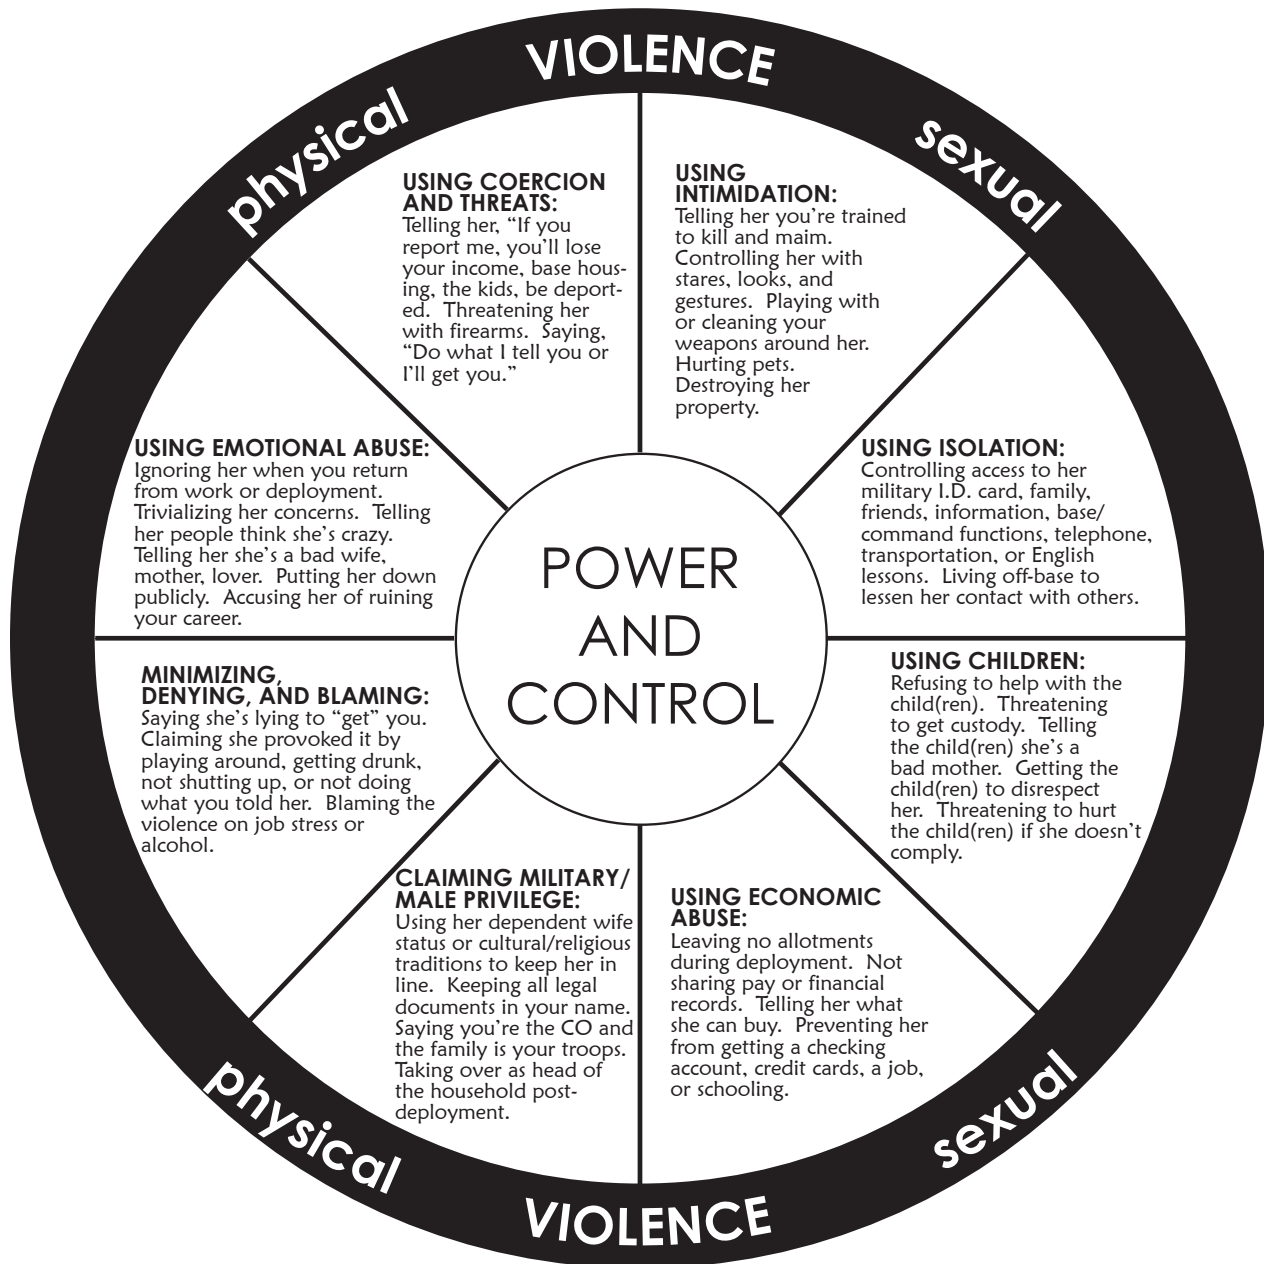 physical
VIOLENCE
sexual
USING COERCION
AND THREATS:
Telling her, “If you
report me, you’ll lose
your income, base hous-
ing, the kids, be deport-
ed.  Threatening her
with firearms.  Saying,
“Do what I tell you or
I’ll get you.”
USING
INTIMIDATION:
Telling her you’re trained
to kill and maim.
Controlling her with
stares, looks, and
gestures.  Playing with
or cleaning your
weapons around her.
Hurting pets.
Destroying her
property.
USING EMOTIONAL ABUSE:
Ignoring her when you return
from work or deployment.
Trivializing her concerns.  Telling
her people think she’s crazy.
Telling her she’s a bad wife,
mother, lover.  Putting her down
publicly.  Accusing her of ruining
your career.
USING ISOLATION:
Controlling access to her
military I.D. card, family,
friends, information, base/
command functions, telephone,
transportation, or English
lessons.  Living off-base to
lessen her contact with others.
POWER
AND
CONTROL
MINIMIZING,
DENYING, AND BLAMING:
Saying she’s lying to “get” you.
Claiming she provoked it by
playing around, getting drunk,
not shutting up, or not doing
what you told her.  Blaming the
violence on job stress or
alcohol.
USING CHILDREN:
Refusing to help with the
child(ren).  Threatening
to get custody.  Telling
the child(ren) she’s a
bad mother.  Getting the
child(ren) to disrespect
her.  Threatening to hurt
the child(ren) if she doesn’t
comply.
CLAIMING MILITARY/
MALE PRIVILEGE:
Using her dependent wife
status or cultural/religious
traditions to keep her in
line.  Keeping all legal
documents in your name.
Saying you’re the CO and
the family is your troops.
Taking over as head of
the household post-
deployment.
USING ECONOMIC
ABUSE:
Leaving no allotments
during deployment.  Not
sharing pay or financial
records.  Telling her what
she can buy.  Preventing her
from getting a checking
account, credit cards, a job,
or schooling.
physical
VIOLENCE
sexual